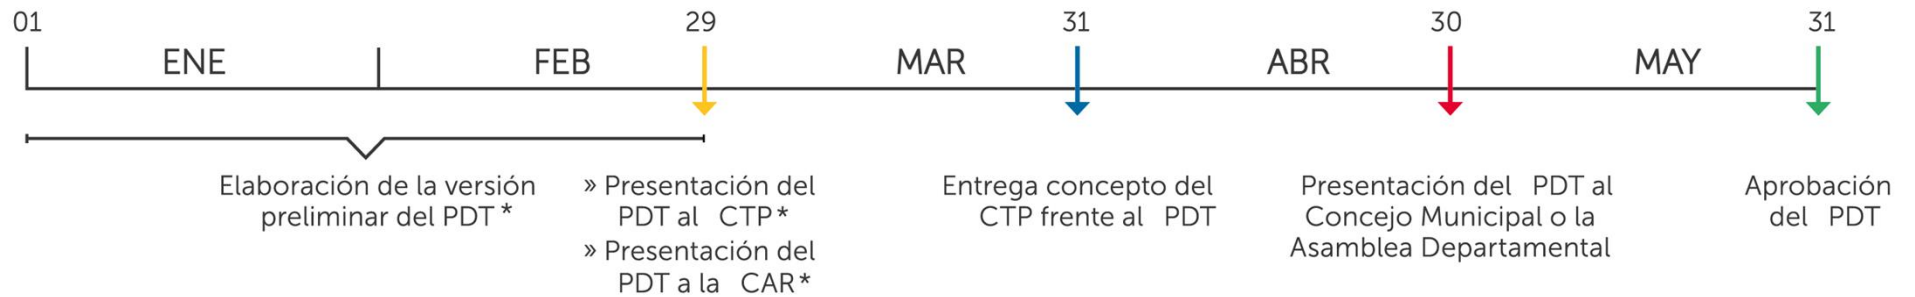 01
29
31
30
31
ENE
FEB
MAR
ABR
MAY
Elaboración de la versión
preliminar del PDT *
» Presentación del
PDT al CTP *
» Presentación del
PDT a la CAR *
Entrega concepto del
CTP frente al PDT
Presentación del PDT al
Concejo Municipal o la
Asamblea Departamental
Aprobación
del PDT